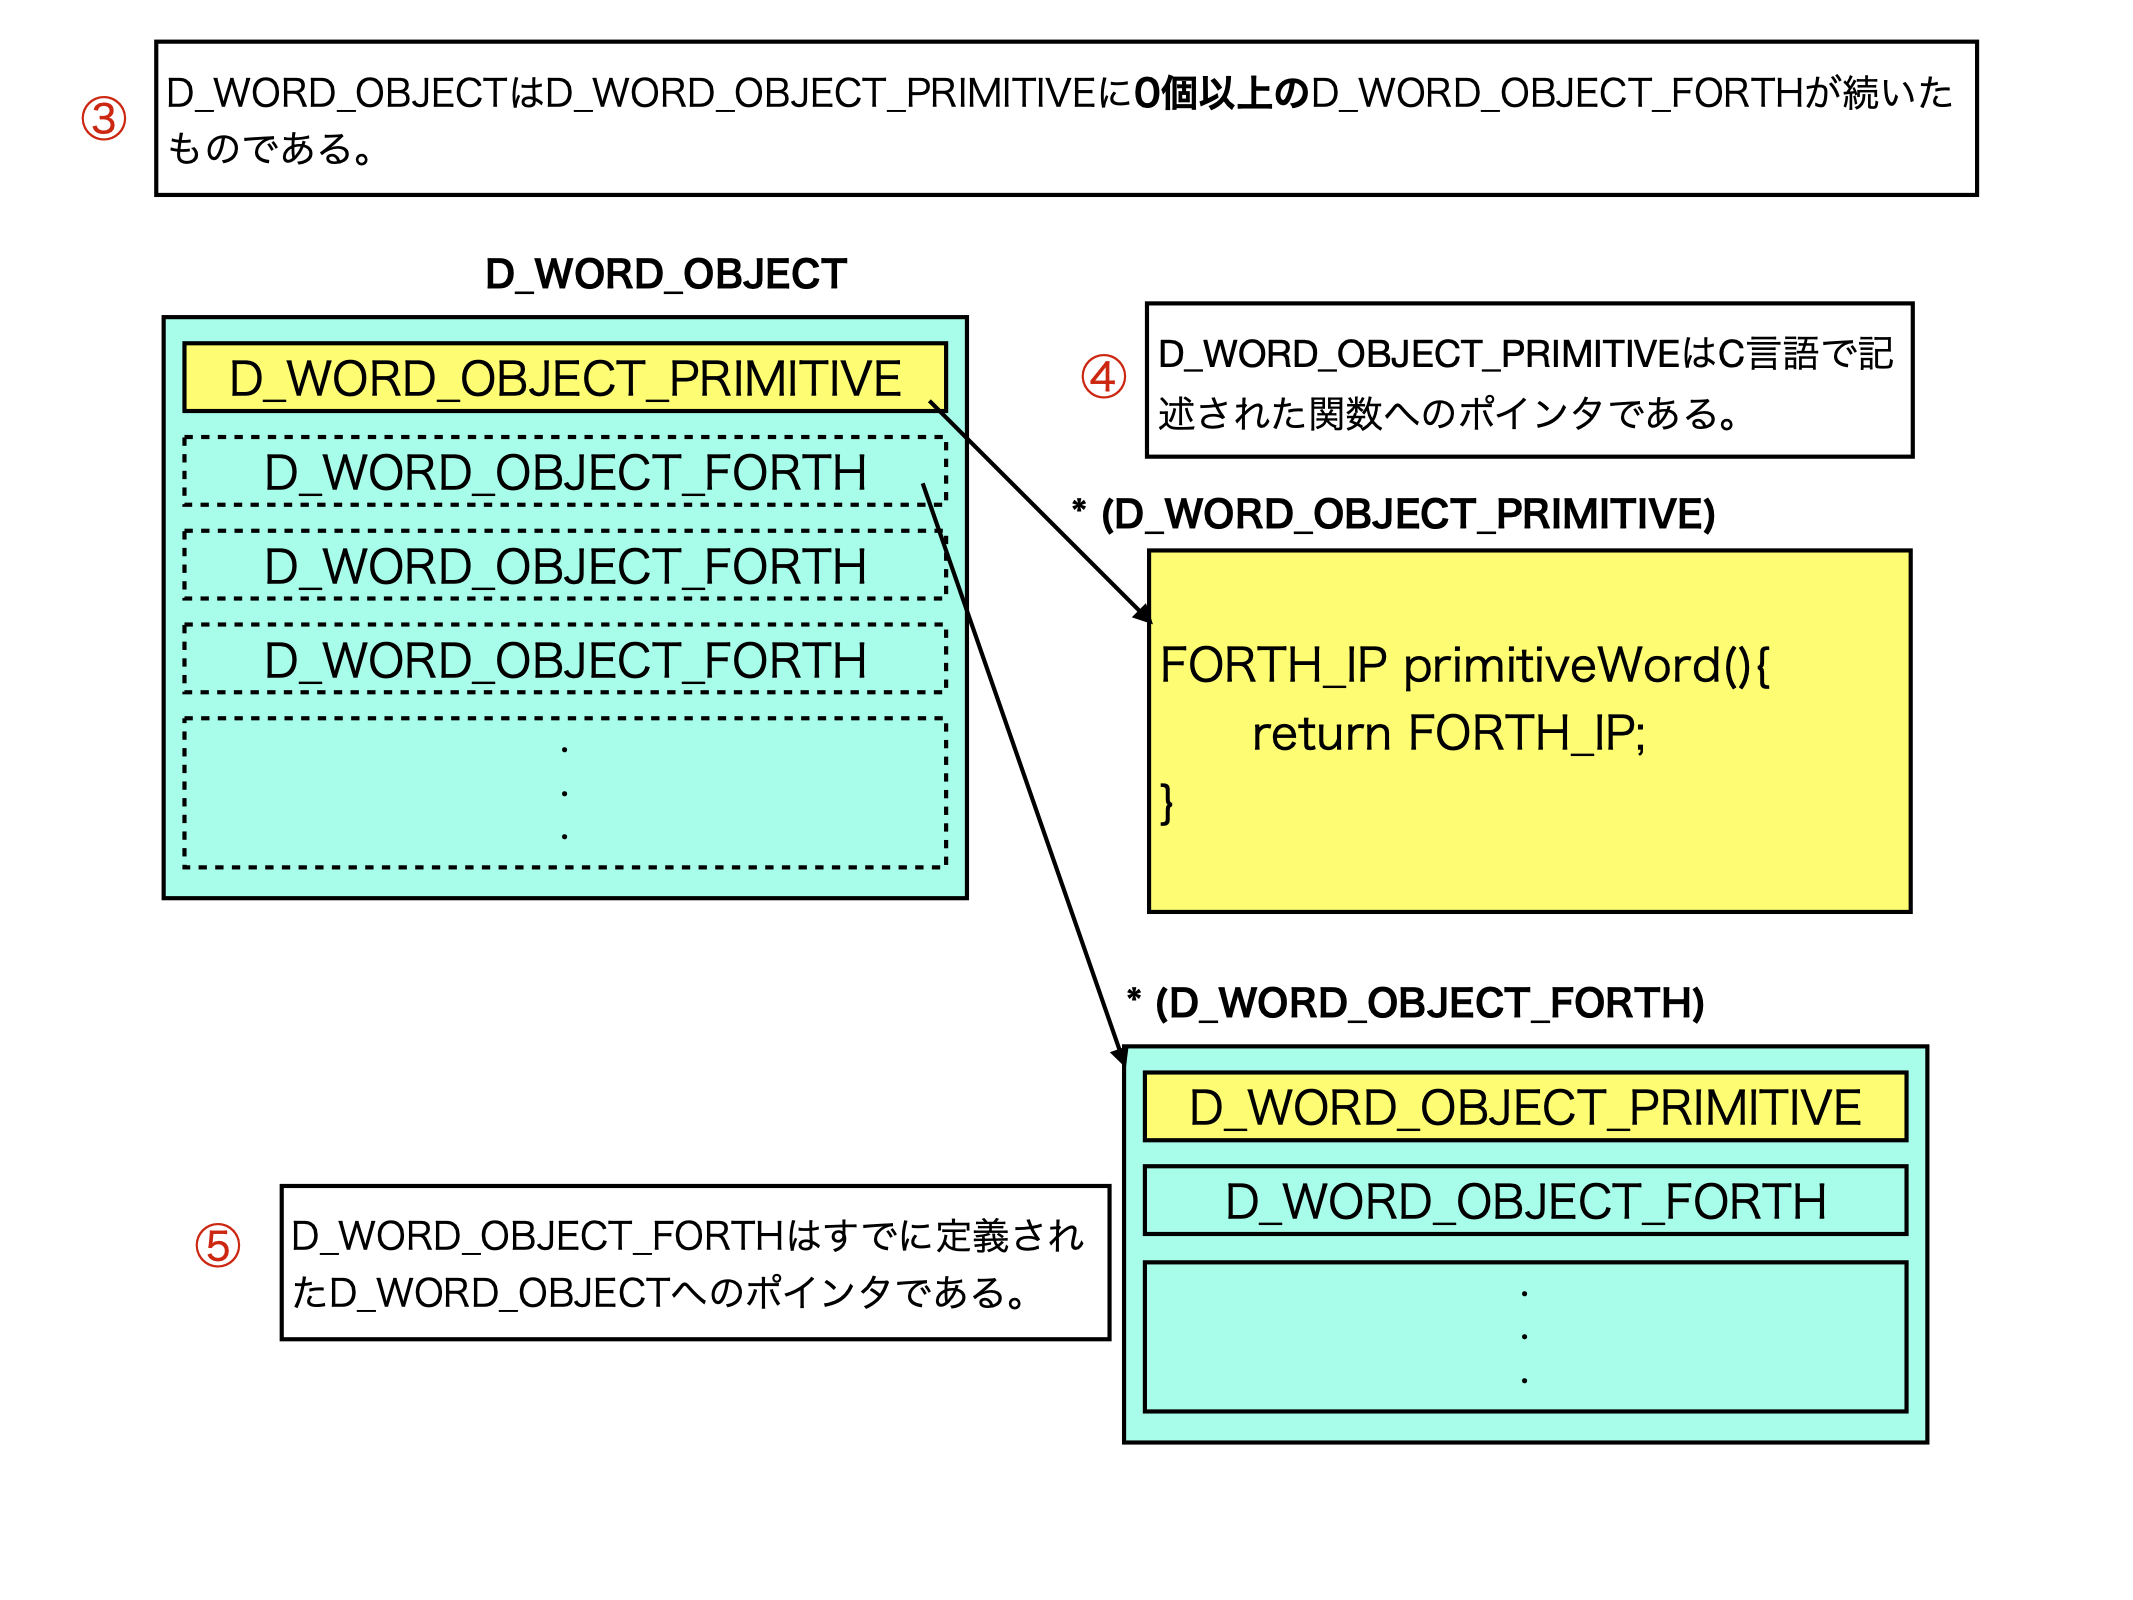 ③
D_WORD_OBJECTはD_WORD_OBJECT_PRIMITIVEに0個以上のD_WORD_OBJECT_FORTHが続いた
ものである。
D_WORD_OBJECT
D_WORD_OBJECT_PRIMITIVE
D_WORD_OBJECT_FORTH
D_WORD_OBJECT_FORTH
D_WORD_OBJECT_FORTH
.
.
.
④
D_WORD_OBJECT_PRIMITIVEはC言語で記
述された関数へのポインタである。
* (D_WORD_OBJECT_PRIMITIVE)
FORTH_IP primitiveWord(){
return FORTH_IP;
}
* (D_WORD_OBJECT_FORTH)
D_WORD_OBJECT_PRIMITIVE
D_WORD_OBJECT_FORTH
.
.
.
⑤
D_WORD_OBJECT_FORTHはすでに定義され
たD_WORD_OBJECTへのポインタである。